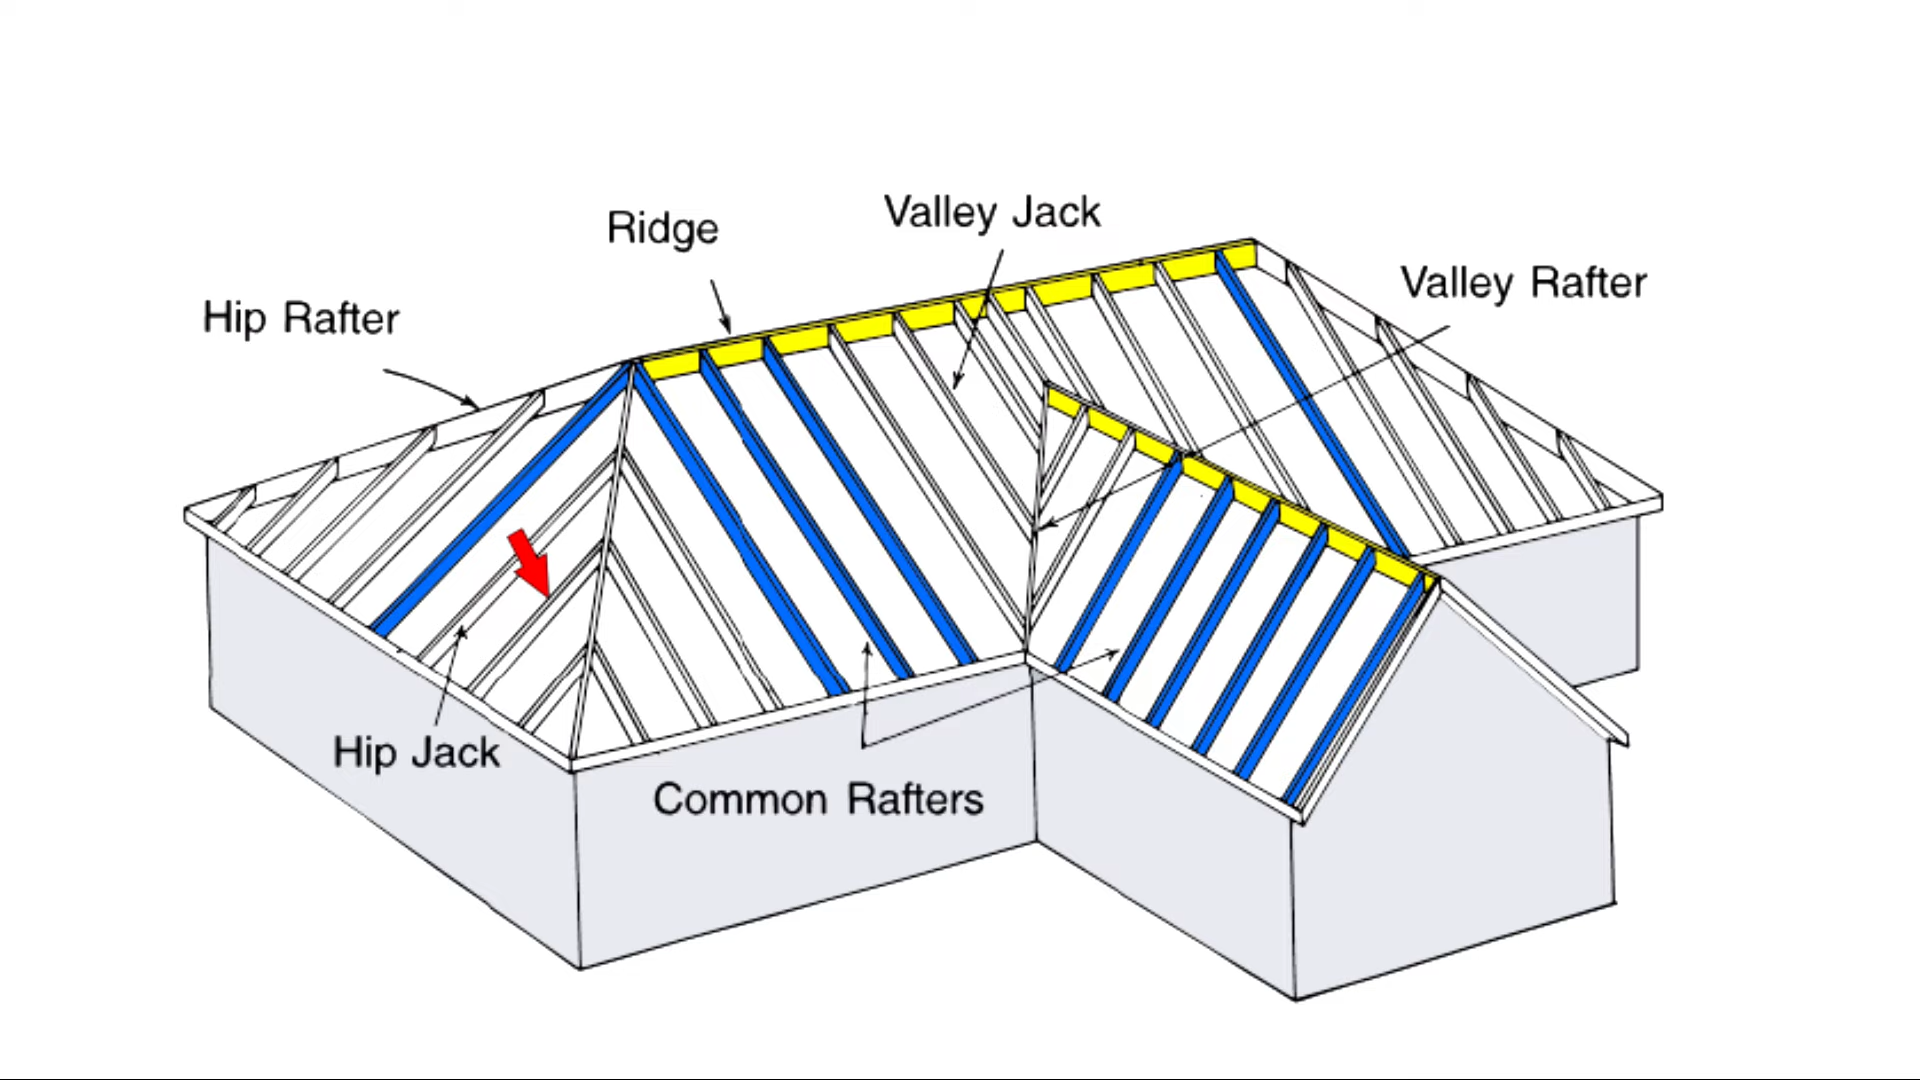 Valley Jack
Ridge
Valley Rafter
Hip Rafter
Hip Jack
Common Rafters